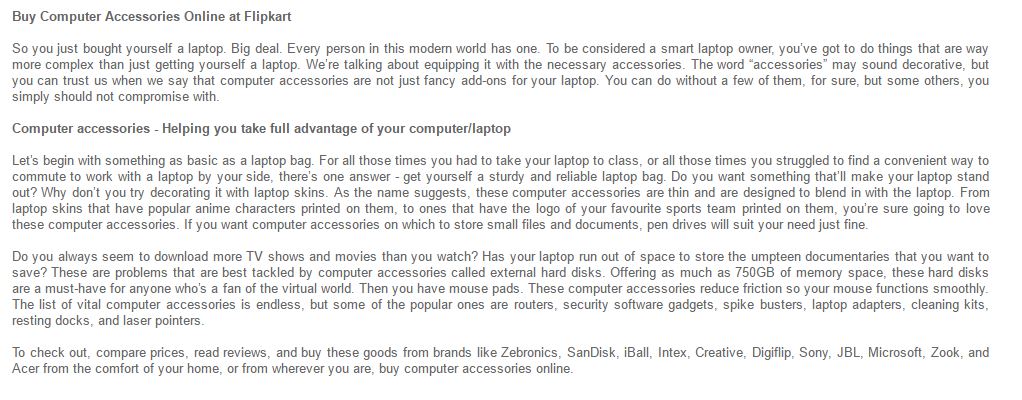 Buy Computer Accessories Online at Flipkart
So you just bought yourself a laptop. Big deal. Every person in this modern world has one. To be considered a smart laptop owner, you've got to do things that are way
more complex than just getting yourself a laptop. We're talking about equipping it with the necessary accessories. The word “accessories” may sound decorative, but
you can trust us when we say that computer accessories are not just fancy add-ons for your laptop. You can do without a few of them, for sure, but some others, you
simply should not compromise with.
Computer accessories - Helping you take full advantage of your computer/laptop
Let's begin with something as basic as a laptop bag. For all those times you had to take your laptop to class, or all those times you struggled to find a convenient way to
commute to work with a laptop by your side, there's one answer - get yourself a sturdy and reliable laptop bag. Do you want something that'll make your laptop stand
out? Why don't you try decorating it with laptop skins. As the name suggests, these computer accessories are thin and are designed to blend in with the laptop. From
laptop skins that have popular anime characters printed on them, to ones that have the logo of your favourite sports team printed on them, you're sure going to love
these computer accessories. If you want computer accessories on which to store small files and documents, pen drives will suit your need just fine.
Do you always seem to download more TV shows and movies than you watch? Has your laptop run out of space to store the umpteen documentaries that you want to
save? These are problems that are best tackled by computer accessories called external hard disks. Offering as much as 750GB of memory space, these hard disks
are a must-have for anyone who's a fan of the virtual world. Then you have mouse pads. These computer accessories reduce friction so your mouse functions smoothly.
The list of vital computer accessories is endless, but some of the popular ones are routers, security software gadgets, spike busters, laptop adapters, cleaning kits,
resting docks, and laser pointers.
To check out, compare prices, read reviews, and buy these goods from brands like Zebronics, SanDisk, iBall, Intex, Creative, Digiflip, Sony, JBL, Microsoft, Zook, and
Acer from the comfort of your home, or from wherever you are, buy computer accessories online.